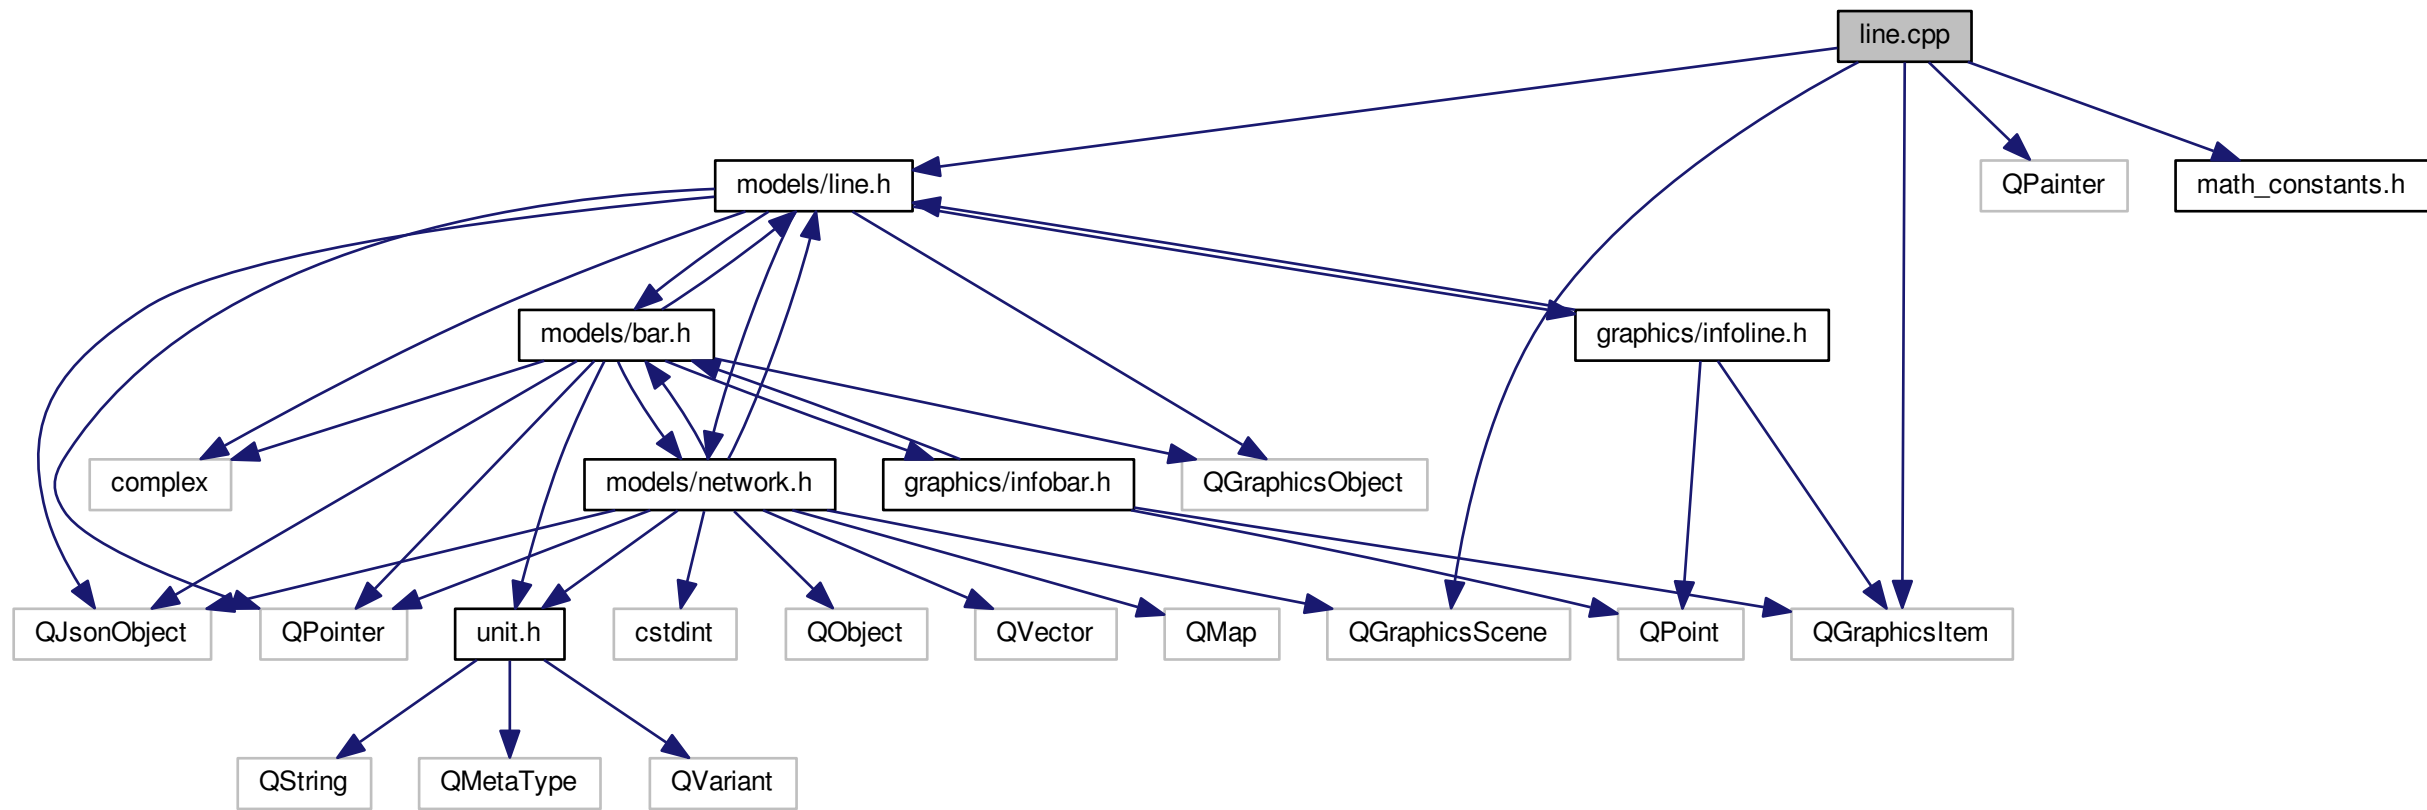 line.cpp
models/line.h
QPainter
math_constants.h
models/bar.h
graphics/infoline.h
complex
models/network.h
graphics/infobar.h
QGraphicsObject
QJsonObject
QPointer
unit.h
cstdint
QObject
QVector
QMap
QGraphicsScene
QPoint
QGraphicsItem
QString
QMetaType
QVariant